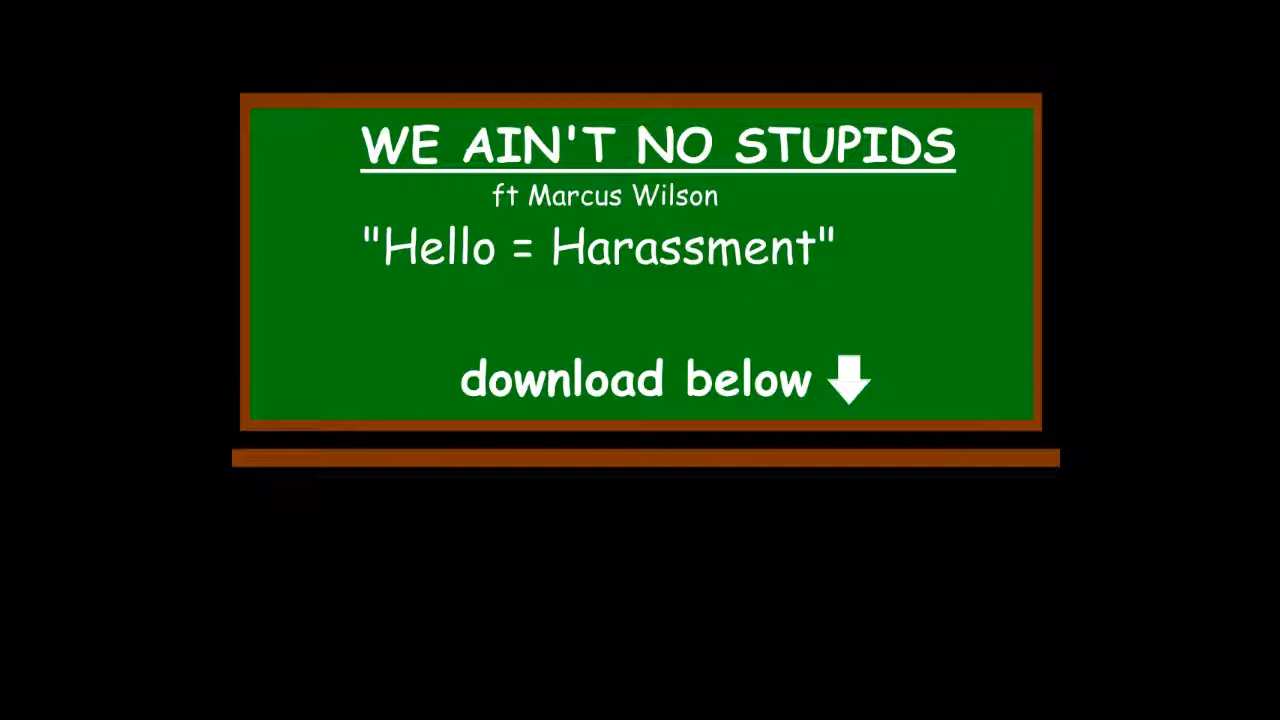 WE AIN'T NO STUPIDS
ft Marcus Wilson
"Hello = Harassment"
download below